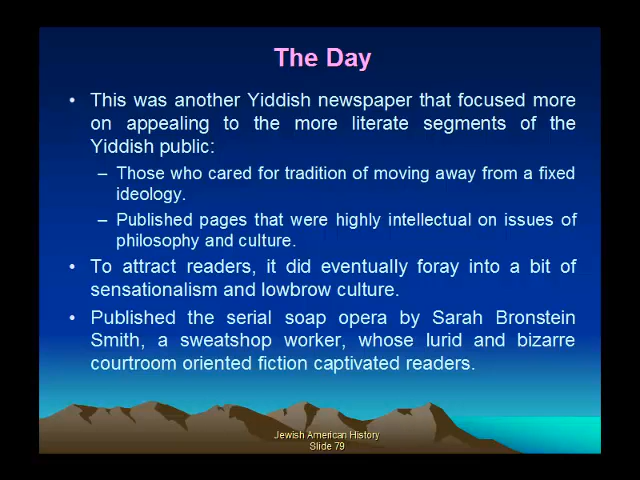 The Day
• This was another Yiddish newspaper that focused more
on appealing to the more literate segments of the
Yiddish public:
– Those who cared for tradition of moving away from a fixed
ideology.
– Published pages that were highly intellectual on issues of
philosophy and culture.
• To attract readers, it did eventually foray into a bit of
sensationalism and lowbrow culture.
• Published the serial soap opera by Sarah Bronstein
Smith, a sweatshop worker, whose lurid and bizarre
courtroom oriented fiction captivated readers.
Jewish American History
Slide 79